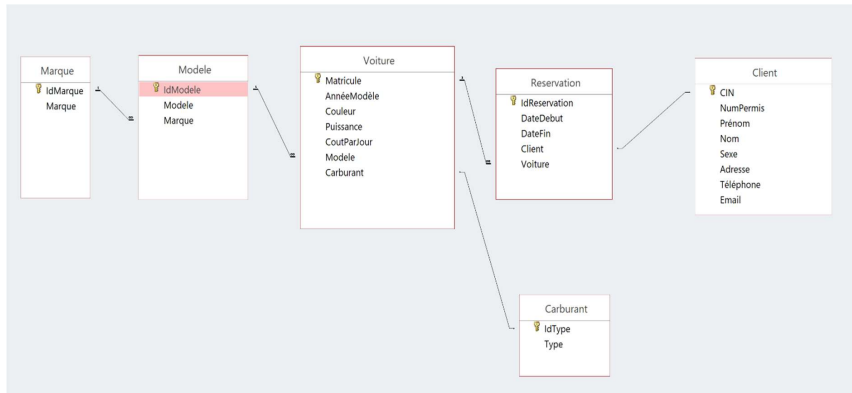 Marque
IdMarque
Marque
Modele
IdModele
Modele
Marque
Voiture
Matricule
AnnéeModèle
Couleur
Puissance
CoutParJour
Modele
Carburant
Reservation
IdReservation
DateDebut
DateFin
Client
Voiture
Client
CIN
NumPermis
Prénom
Nom
Sexe
Adresse
Téléphone
Email
Carburant
IdType
Type